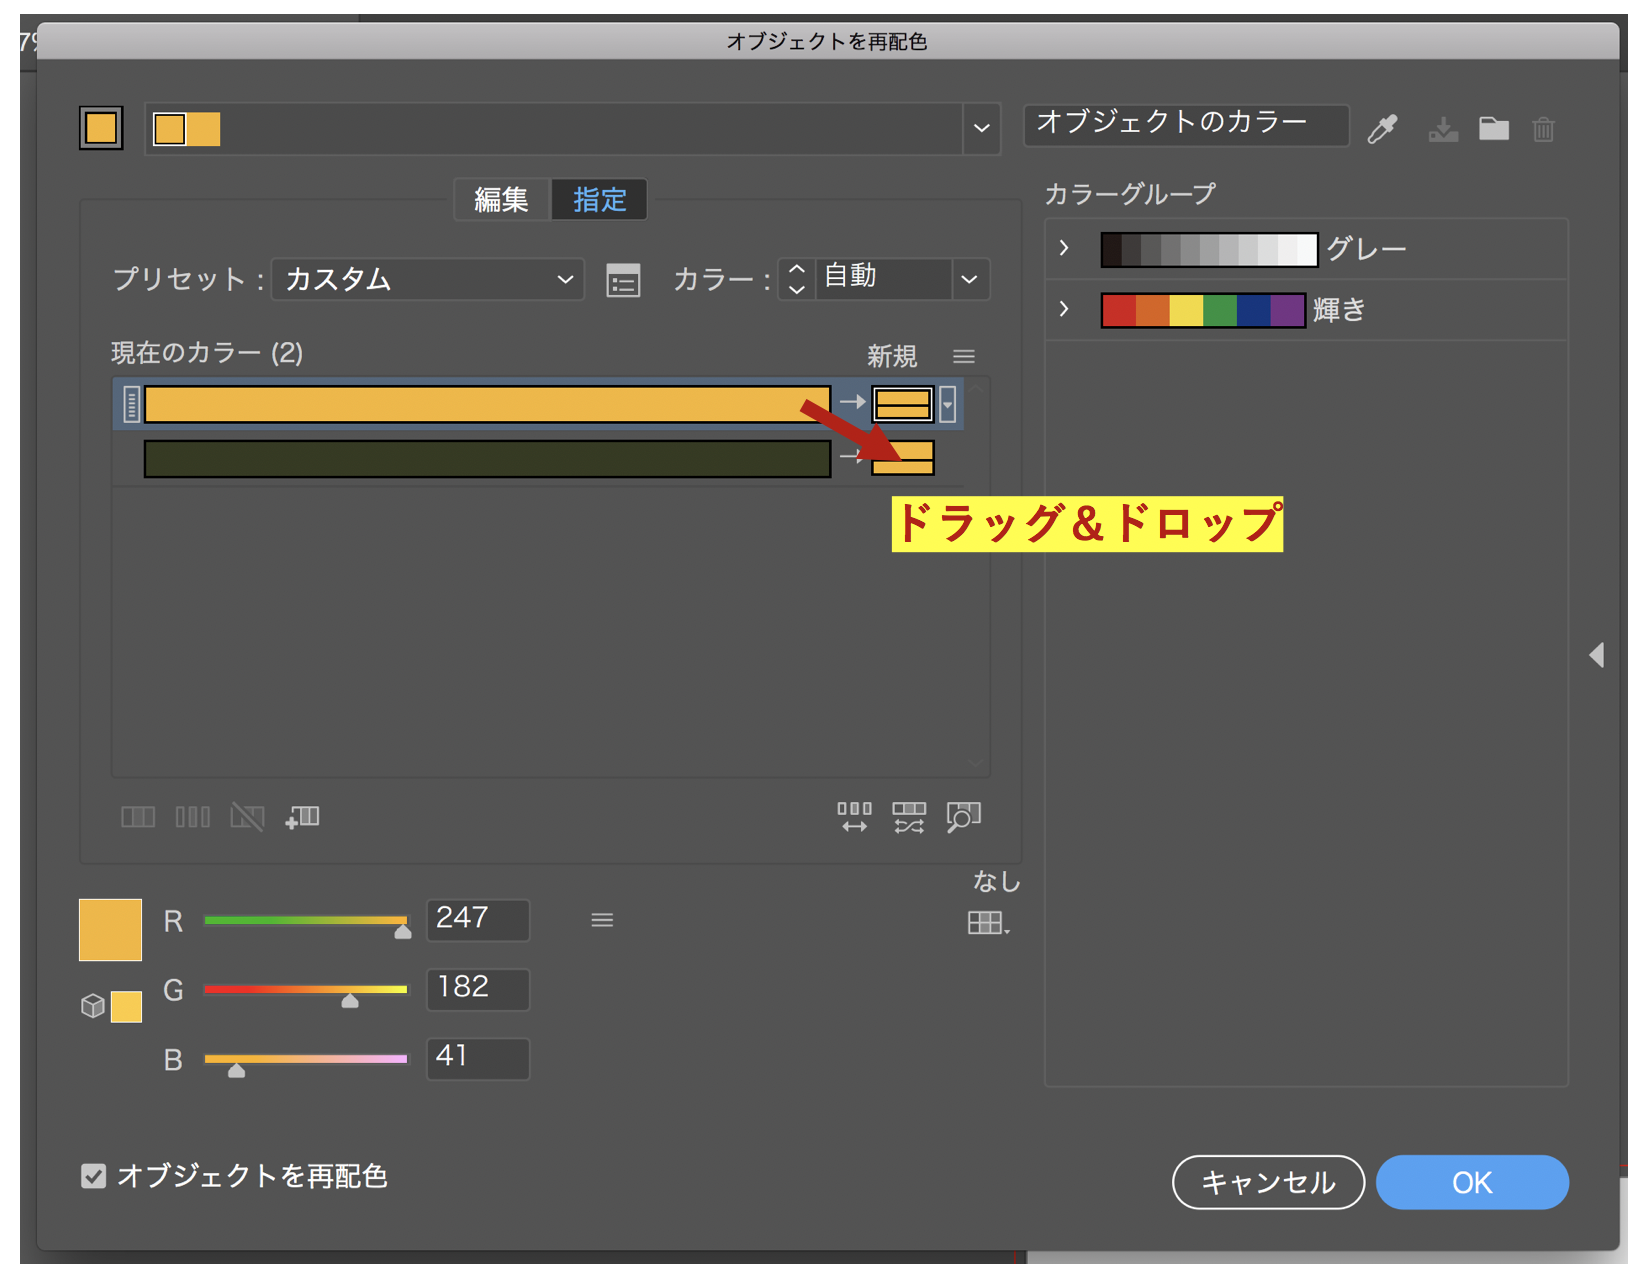 7%
オブジェクトを再配色
オブジェクトのカラー
編集 指定
カラーグループ
グレー
輝き
プリセット : カスタム カラー : 自動
現在のカラー (2) 新規
ドラッグ&ドロップ
なし
R 247
G 182
B 41
オブジェクトを再配色
キャンセル OK